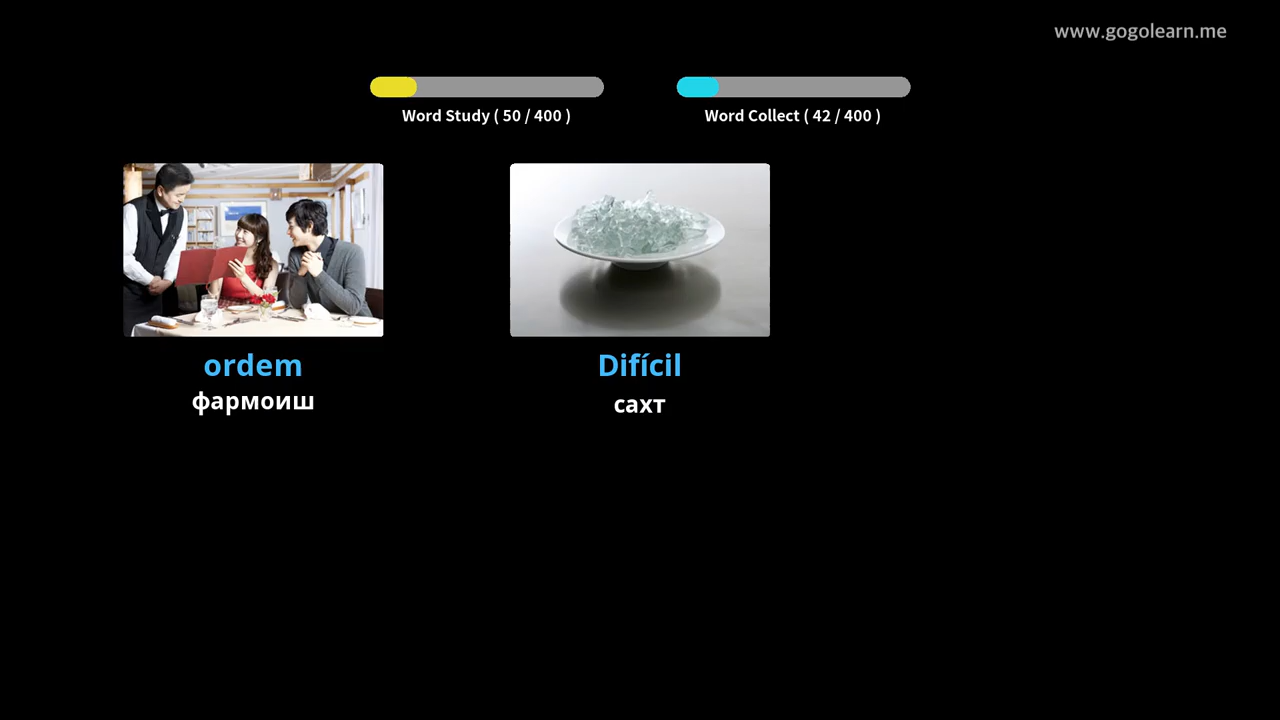 www.gogolearn.me
Word Study ( 50 / 400 )
Word Collect ( 42 / 400 )
ordem
фармоиш
Difícil
сахт